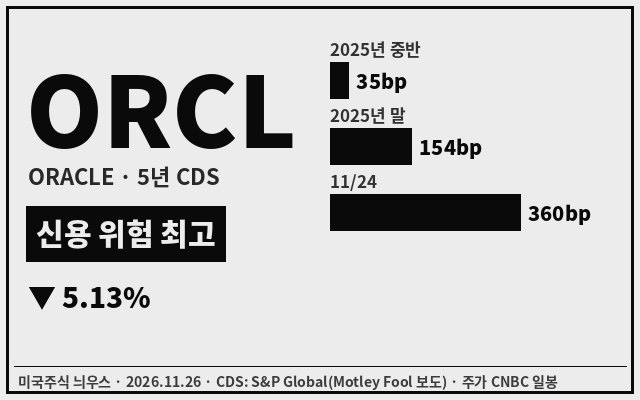 ORCL
ORACLE · 5년 CDS
신용 위험 최고
▼ 5.13%
2025년 중반
35bp
2025년 말
154bp
11/24
360bp
미국주식 늬우스 · 2026.11.26 · CDS: S&P Global(Motley Fool 보도) · 주가 CNBC 일봉